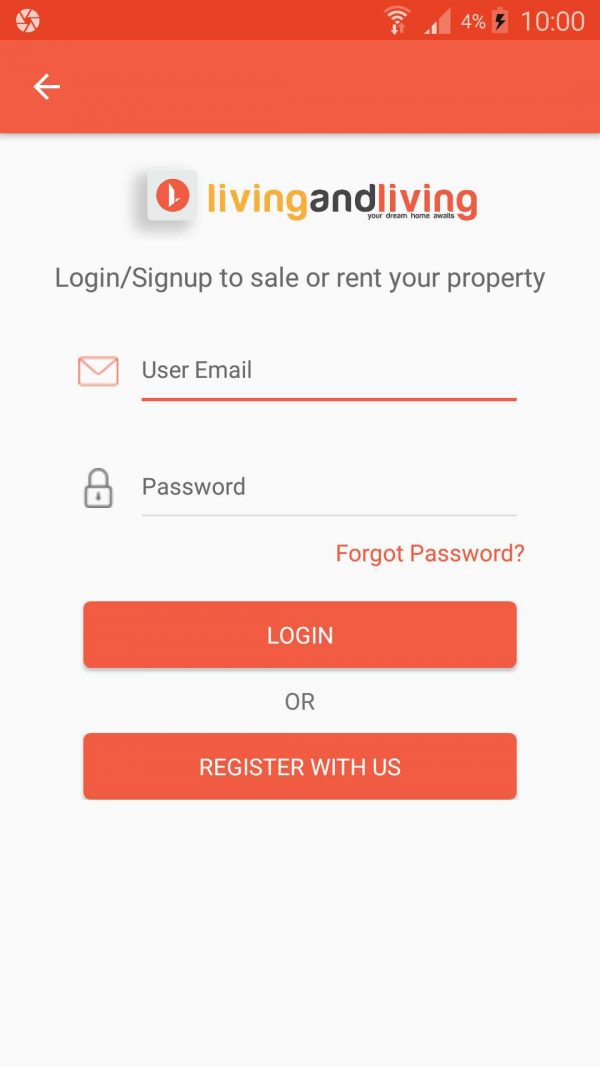 4% 10:00
livingandliving
your dream home awaits
Login/Signup to sale or rent your property
User Email
Password
Forgot Password?
LOGIN
OR
REGISTER WITH US